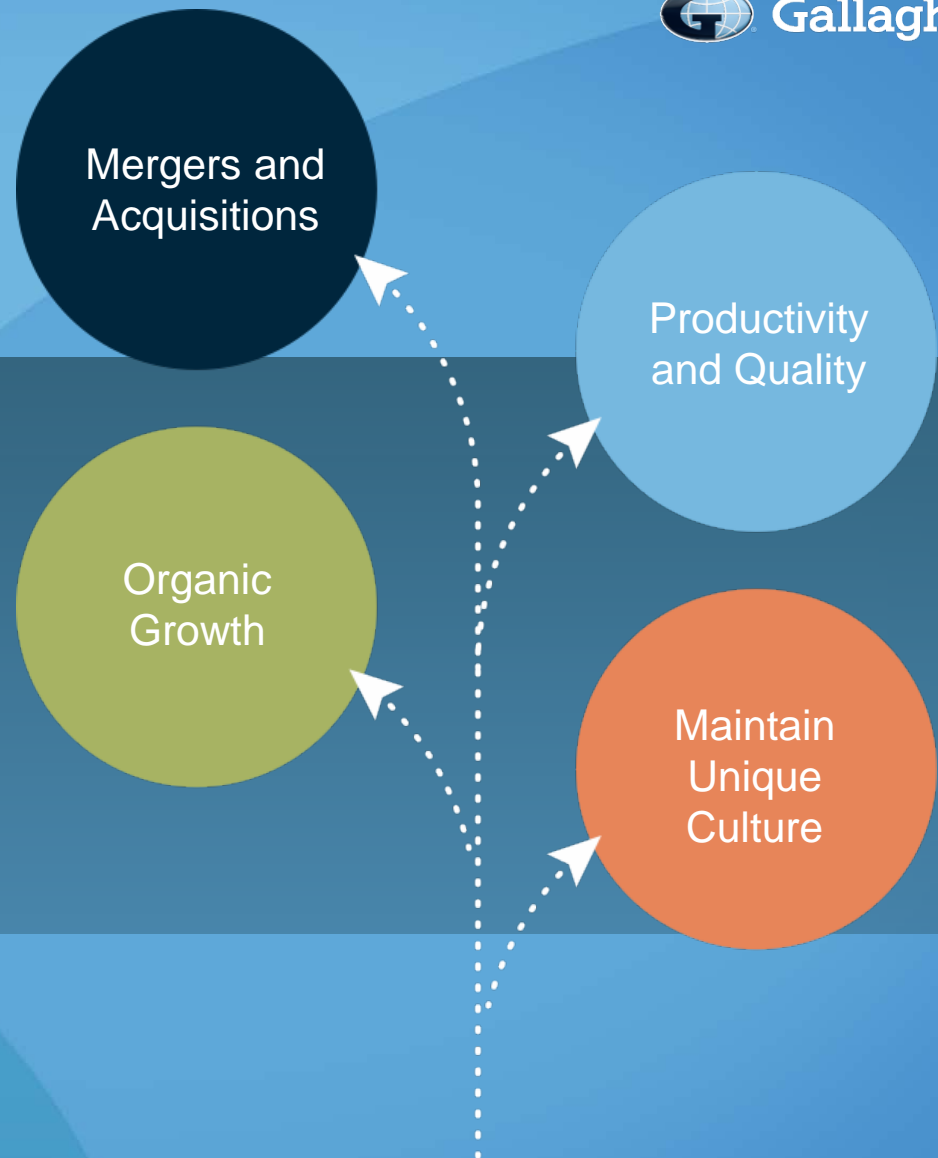 Gallagh
Mergers and
Acquisitions
Productivity
and Quality
Organic
Growth
Maintain
Unique
Culture